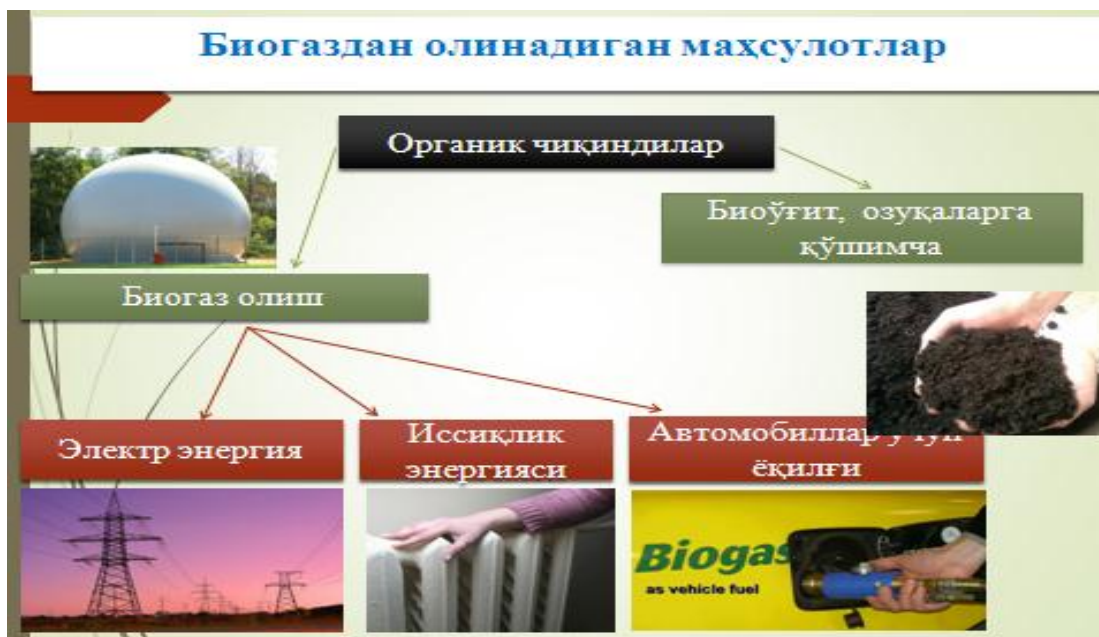 Биогаздан олинадиган маҳсулотлар
Органик чиқиндилар
Биоўғит, озуқаларга
қўшимча
Биогаз олиш
Электр энергия
Иссиқлик
энергияси
Автомобиллар учун
ёқилғи
Biogas
as vehicle fuel